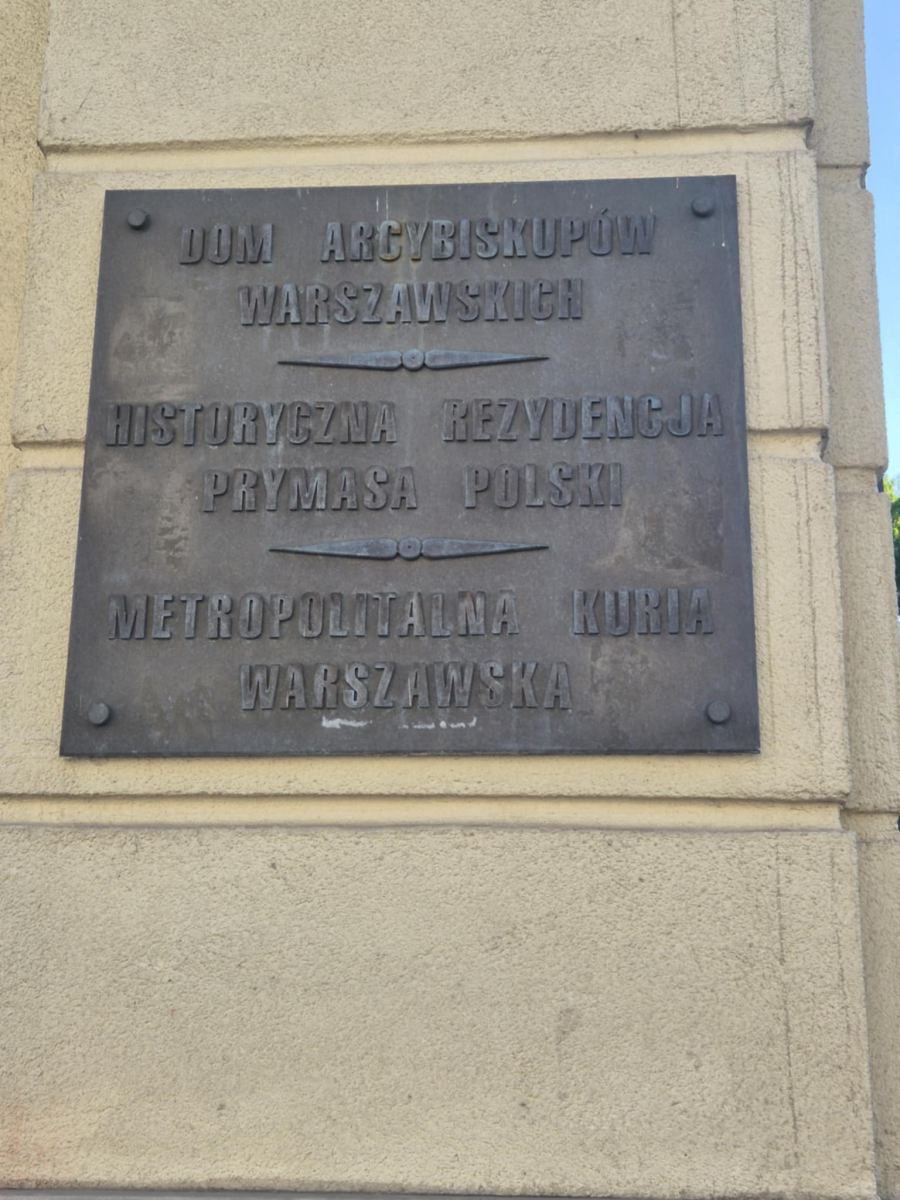 DOM ARCYBISKUPÓW
WARSZAWSKICH
HISTORYCZNA REZYDENCJA
PRYMASA POLSKI
METROPOLITALNA KURIA
WARSZAWSKA